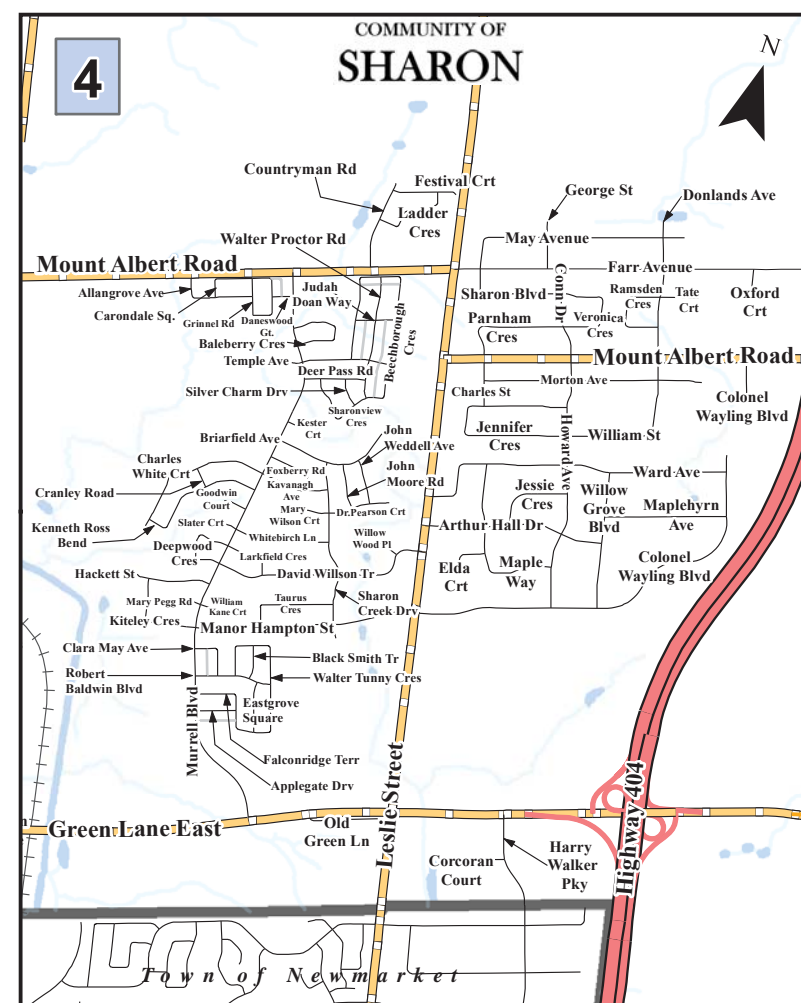 COMMUNITY OF
SHARON
4
N
Countryman Rd
Festival Crt
George St
Donlands Ave
Ladder
Cres
Walter Proctor Rd
May Avenue
Mount Albert Road
Farr Avenue
Allangrove Ave
Judah
Doan Way
Conn Dr
Sharon Blvd
Ramsden
Cres
Tate
Crt
Oxford
Crt
Carondale Sq.
Grinnel Rd
Daneswood
Gt.
Parnham
Cres
Veronica
Cres
Baleberry Cres
Beechborough
Cres
Temple Ave
Mount Albert Road
Deer Pass Rd
Morton Ave
Silver Charm Drv
Charles St
Colonel
Wayling Blvd
Sharonview
Cres
Kester
Crt
John
Weddell Ave
Jennifer
Cres
Howard Ave
William St
Briarfield Ave
Charles
White Crt
Foxberry Rd
John
Moore Rd
Ward Ave
Cranley Road
Kavanagh
Ave
Goodwin
Court
Jessie
Cres
Willow
Grove
Blvd
Maplehyrn
Ave
Mary
Wilson Crt
Dr.Pearson Crt
Kenneth Ross
Bend
Slater Crt
Arthur Hall Dr
Whitebirch Ln
Willow
Wood Pl
Deepwood
Cres
Larkfield Cres
Elda
Crt
Maple
Way
Colonel
Wayling Blvd
Hackett St
David Willson Tr
Mary Pegg Rd
William
Kane Crt
Taurus
Cres
Sharon
Creek Drv
Kiteley Cres
Manor Hampton St
Clara May Ave
Black Smith Tr
Robert
Baldwin Blvd
Walter Tunny Cres
Murrell Blvd
Eastgrove
Square
Falconridge Terr
Applegate Drv
Leslie Street
Highway 404
Green Lane East
Old
Green Ln
Corcoran
Court
Harry
Walker
Pky
Town of Newmarket